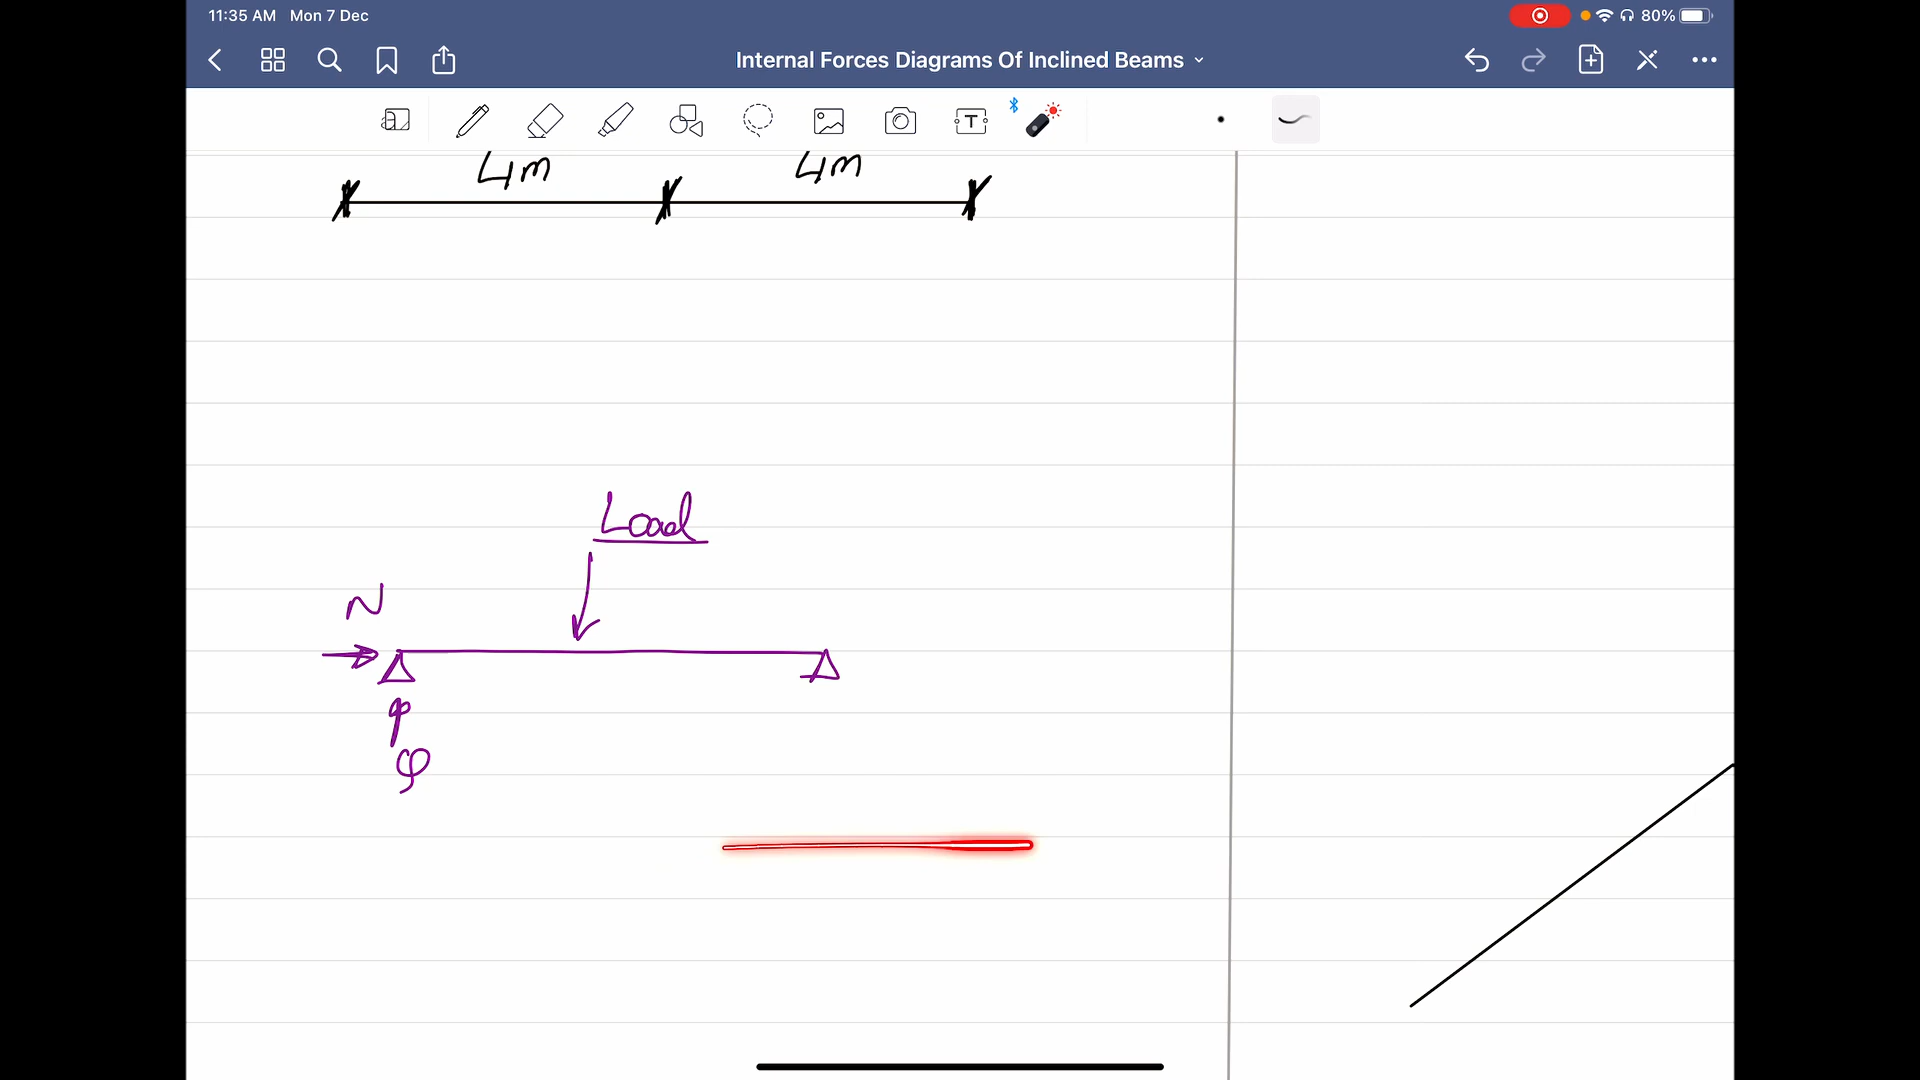 11:35 AM Mon 7 Dec
80%
Internal Forces Diagrams Of Inclined Beams
a
T
4m 4m
Load
N
φ